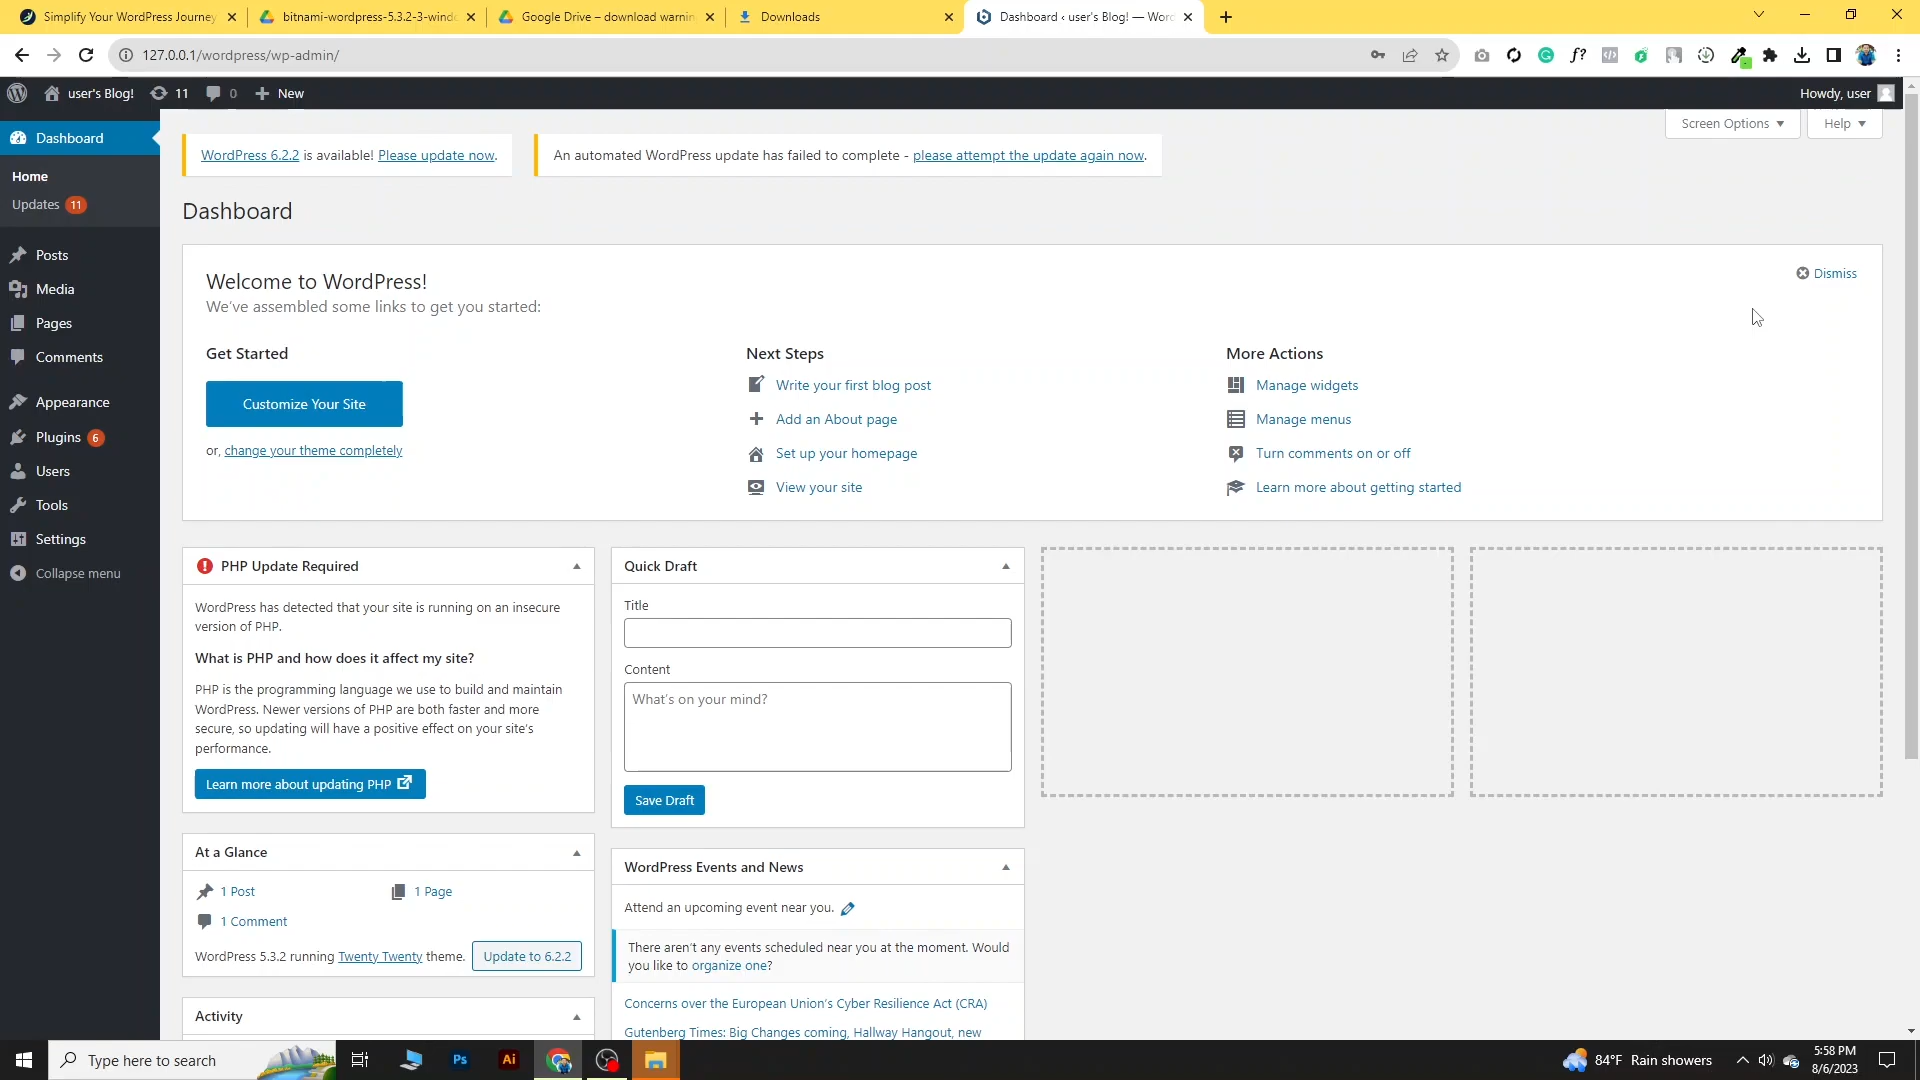 Simplify Your WordPress Journey
bitnami-wordpress-5.3.2-3-windo
Google Drive – download warnin
Downloads
Dashboard ‹ user's Blog! — Word
127.0.0.1/wordpress/wp-admin/
user's Blog!
11
0
New
Howdy, user
Dashboard
Home
Updates 11
Posts
Media
Pages
Comments
Appearance
Plugins 6
Users
Tools
Settings
Collapse menu
Screen Options
Help
WordPress 6.2.2 is available! Please update now.
An automated WordPress update has failed to complete - please attempt the update again now.
Dashboard
Welcome to WordPress!
We've assembled some links to get you started:
Dismiss
Get Started
Customize Your Site
or, change your theme completely
Next Steps
Write your first blog post
Add an About page
Set up your homepage
View your site
More Actions
Manage widgets
Manage menus
Turn comments on or off
Learn more about getting started
PHP Update Required
WordPress has detected that your site is running on an insecure
version of PHP.
What is PHP and how does it affect my site?
PHP is the programming language we use to build and maintain
WordPress. Newer versions of PHP are both faster and more
secure, so updating will have a positive effect on your site's
performance.
Learn more about updating PHP
At a Glance
1 Post
1 Page
1 Comment
WordPress 5.3.2 running Twenty Twenty theme.
Update to 6.2.2
Activity
Quick Draft
Title
Content
What's on your mind?
Save Draft
WordPress Events and News
Attend an upcoming event near you.
There aren't any events scheduled near you at the moment. Would
you like to organize one?
Concerns over the European Union's Cyber Resilience Act (CRA)
Gutenberg Times: Big Changes coming, Hallway Hangout, new
Type here to search
Ps
Ai
84°F Rain showers
5:58 PM
8/6/2023